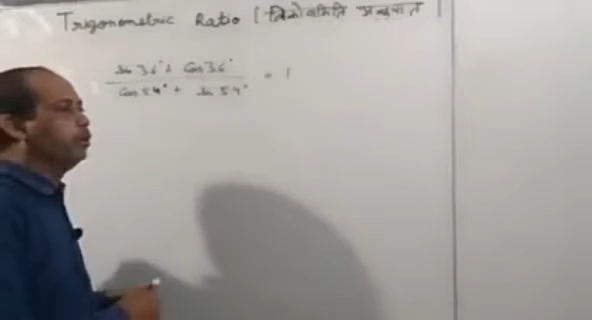 Trigonometric Ratio [ त्रिकोणमिति अनुपात ]
sin 36° + Cos 36°
Cos 54° + sin 54° = 1